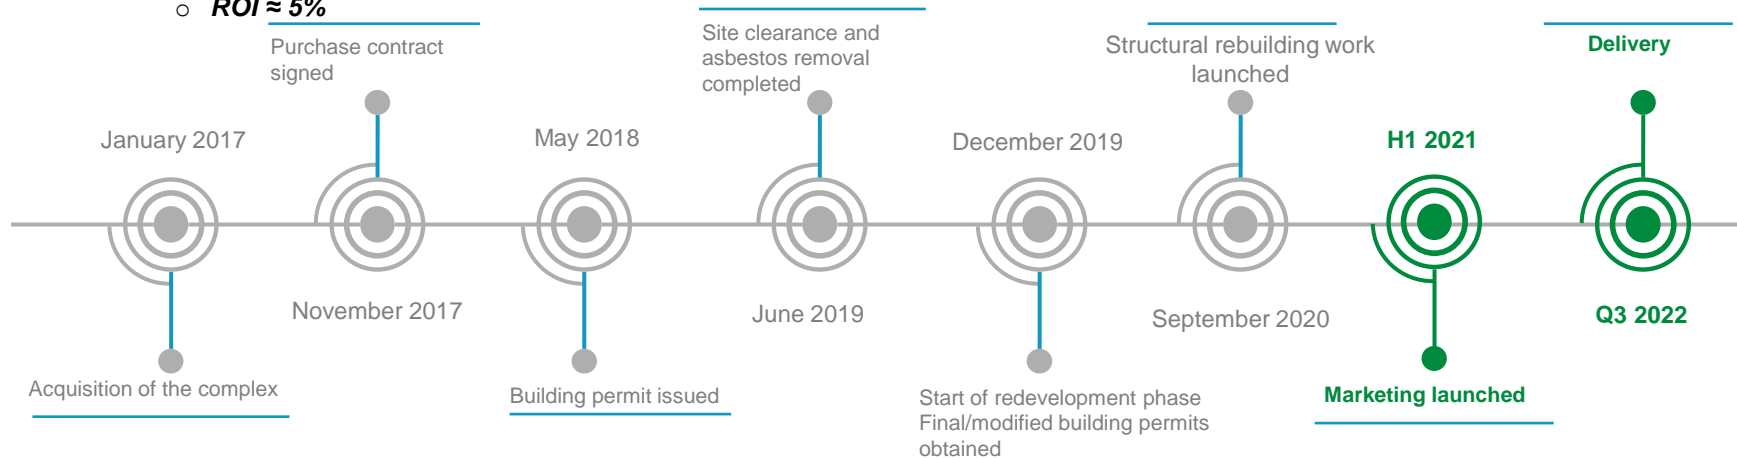 ○ ROI ≈ 5%
Purchase contract
signed
Site clearance and
asbestos removal
completed
Structural rebuilding work
launched
Delivery
January 2017
May 2018
December 2019
H1 2021
November 2017
June 2019
September 2020
Q3 2022
Acquisition of the complex
Building permit issued
Start of redevelopment phase
Final/modified building permits
obtained
Marketing launched